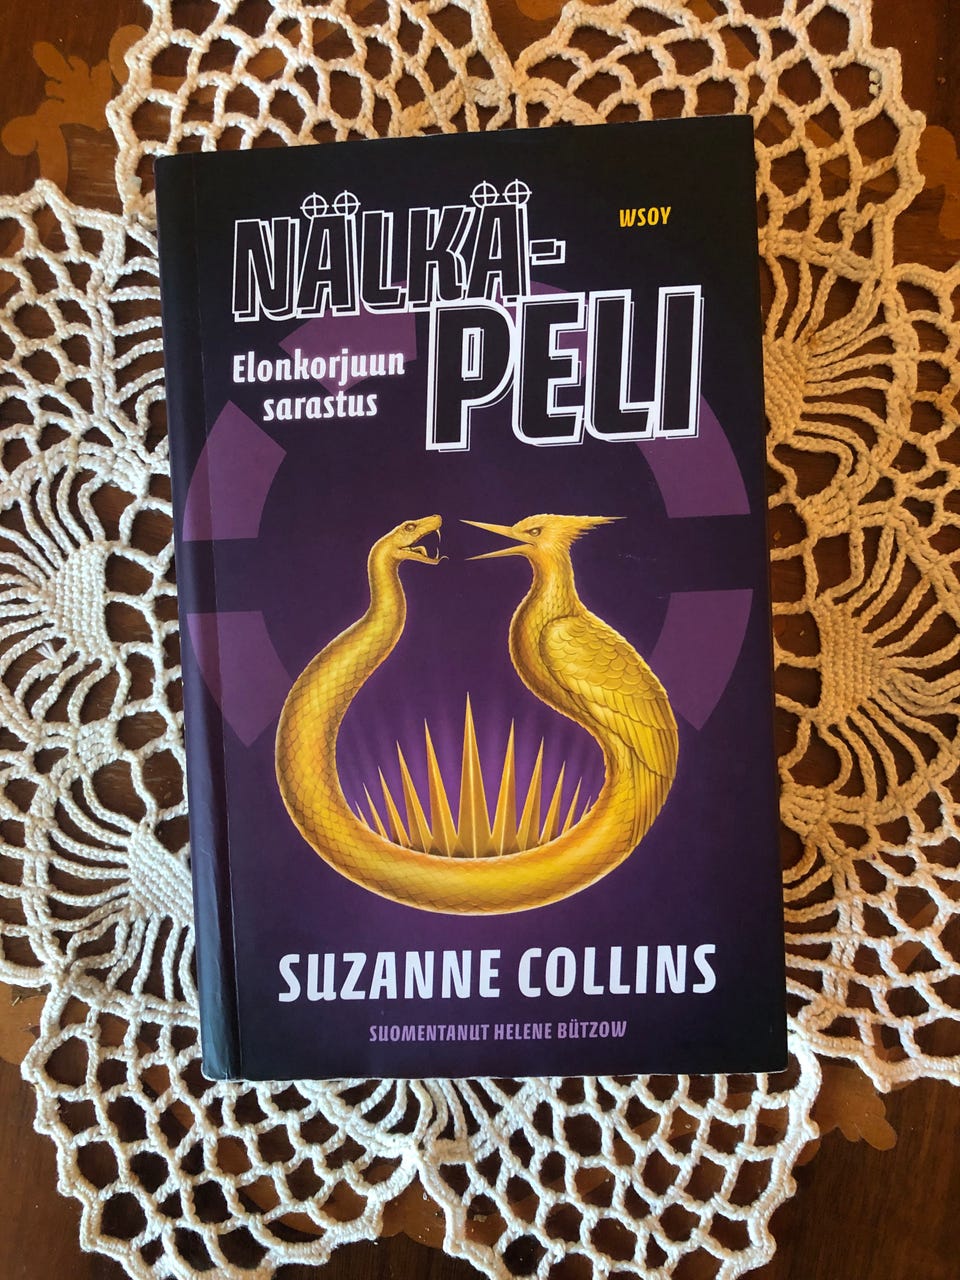 NÄLKÄ-
PELI
WSOY
Elonkorjuun
sarastus
SUZANNE COLLINS
SUOMENTANUT HELENE BÜTZOW